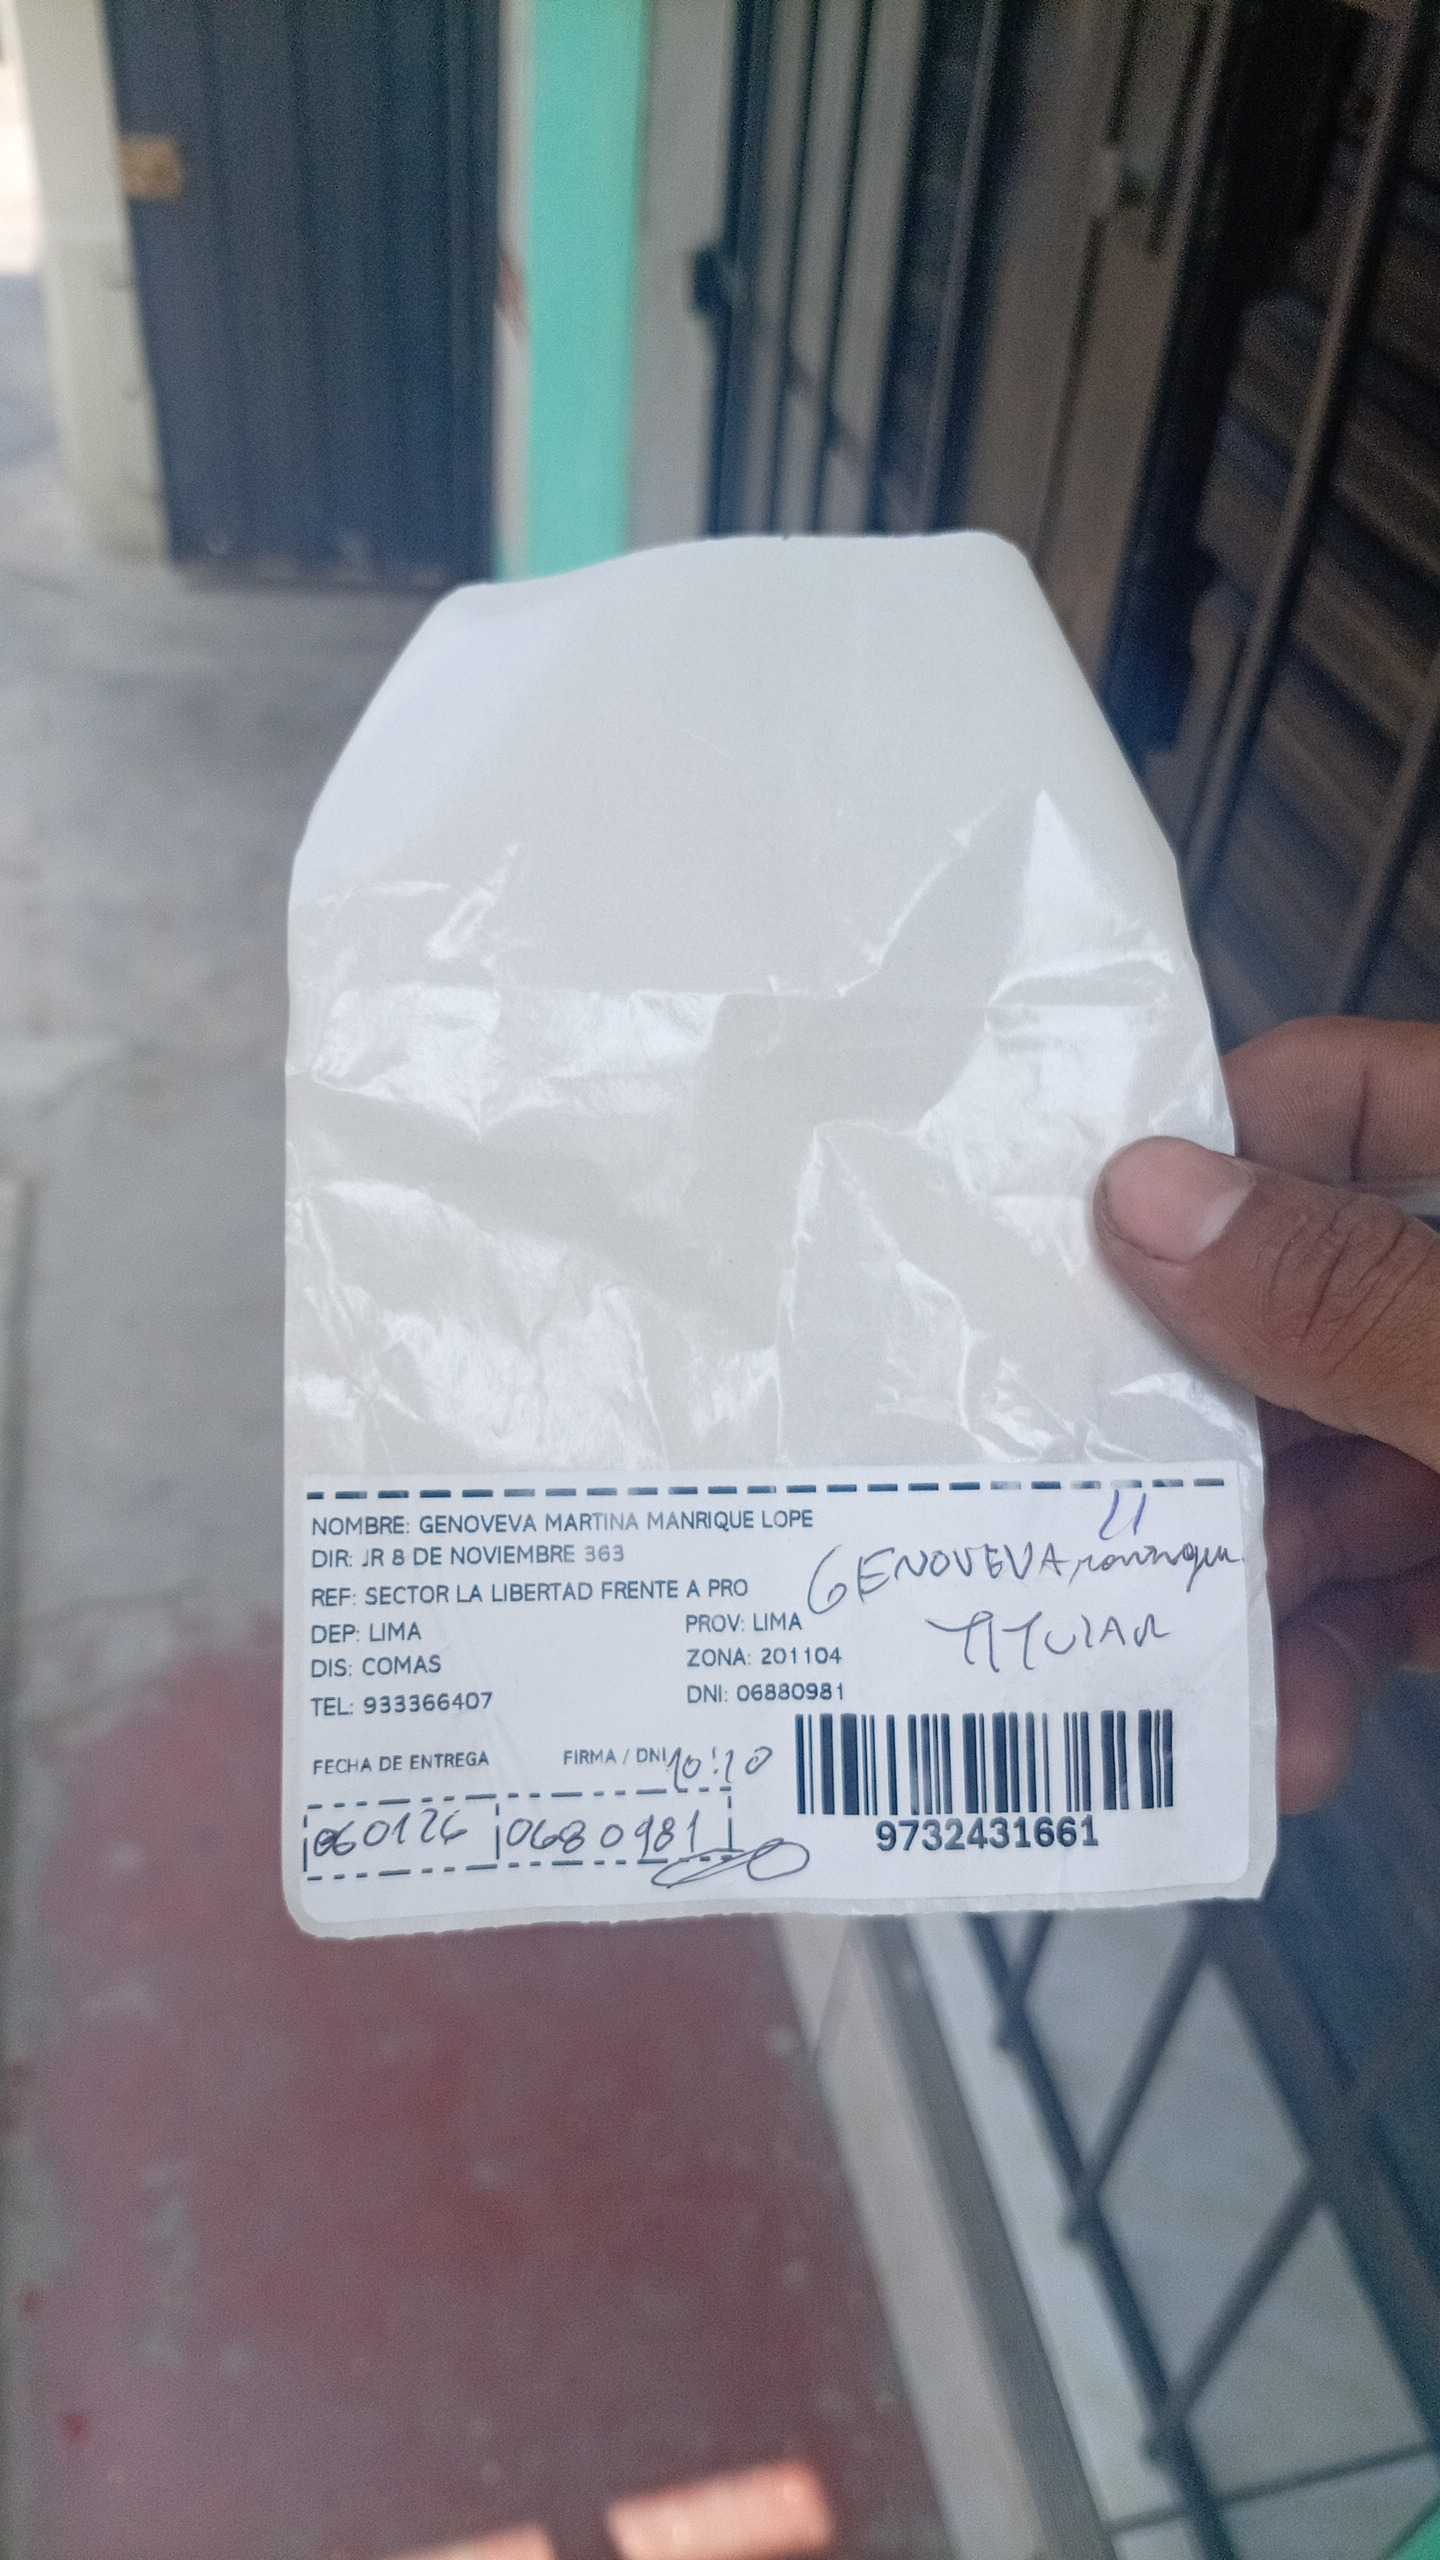 NOMBRE: GENOVEVA MARTINA MANRIQUE LOPE
DIR: JR 8 DE NOVIEMBRE 363
REF: SECTOR LA LIBERTAD FRENTE A PRO
DEP: LIMA PROV: LIMA
DIS: COMAS ZONA: 201104
TEL: 933366407 DNI: 06880981
GENOVEVA
TITULAR
FECHA DE ENTREGA FIRMA / DNI 10:10
060126 0680981
9732431661